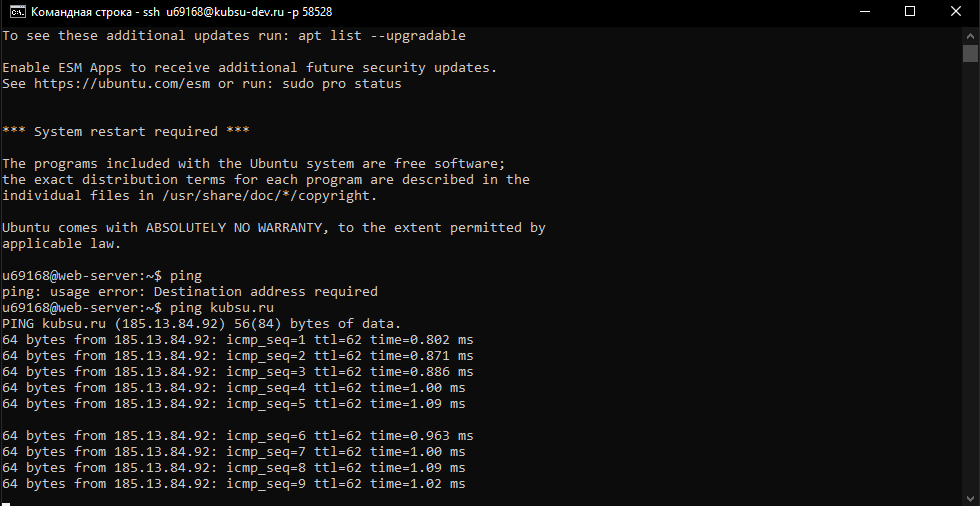 Командная строка - ssh  u69168@kubsu-dev.ru -p 58528
To see these additional updates run: apt list --upgradable
Enable ESM Apps to receive additional future security updates.
See https://ubuntu.com/esm or run: sudo pro status
*** System restart required ***
The programs included with the Ubuntu system are free software;
the exact distribution terms for each program are described in the
individual files in /usr/share/doc/*/copyright.
Ubuntu comes with ABSOLUTELY NO WARRANTY, to the extent permitted by
applicable law.
u69168@web-server:~$ ping
ping: usage error: Destination address required
u69168@web-server:~$ ping kubsu.ru
PING kubsu.ru (185.13.84.92) 56(84) bytes of data.
64 bytes from 185.13.84.92: icmp_seq=1 ttl=62 time=0.802 ms
64 bytes from 185.13.84.92: icmp_seq=2 ttl=62 time=0.871 ms
64 bytes from 185.13.84.92: icmp_seq=3 ttl=62 time=0.886 ms
64 bytes from 185.13.84.92: icmp_seq=4 ttl=62 time=1.00 ms
64 bytes from 185.13.84.92: icmp_seq=5 ttl=62 time=1.09 ms
64 bytes from 185.13.84.92: icmp_seq=6 ttl=62 time=0.963 ms
64 bytes from 185.13.84.92: icmp_seq=7 ttl=62 time=1.00 ms
64 bytes from 185.13.84.92: icmp_seq=8 ttl=62 time=1.09 ms
64 bytes from 185.13.84.92: icmp_seq=9 ttl=62 time=1.02 ms